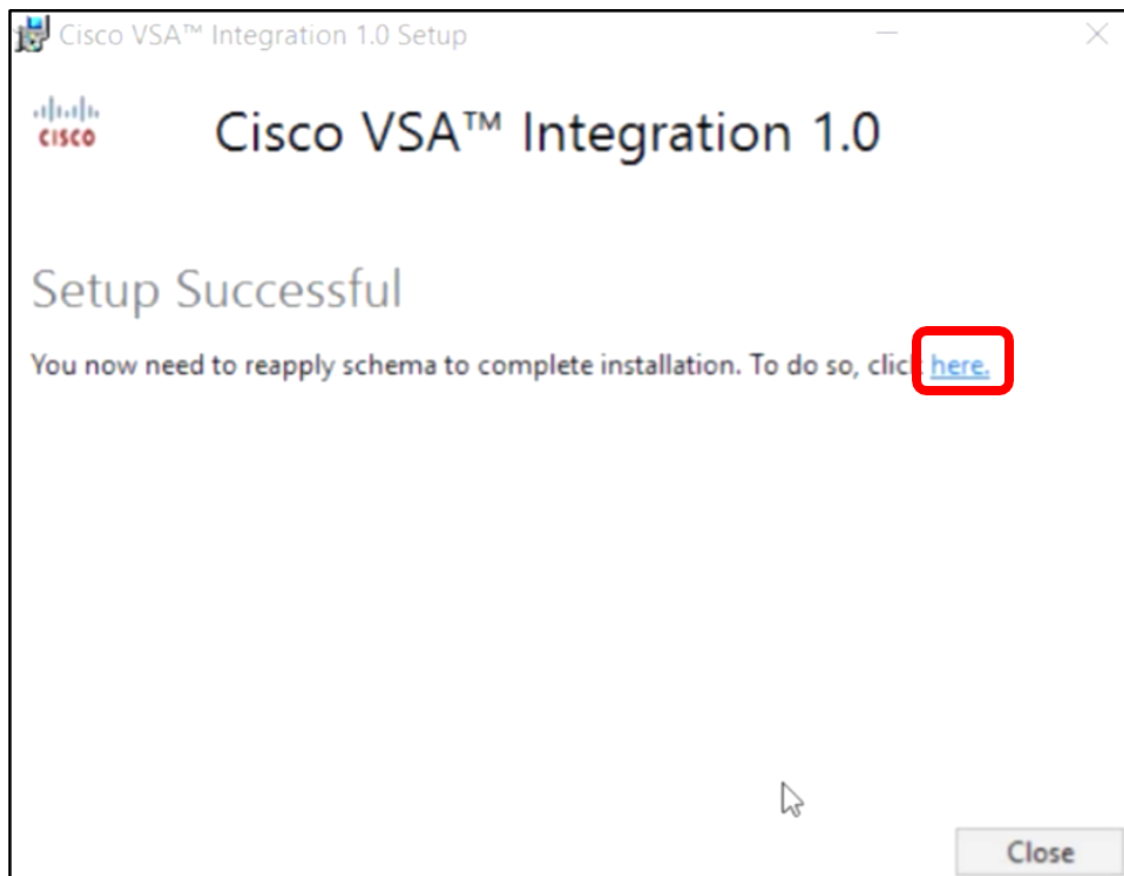 Cisco VSA™ Integration 1.0 Setup
CISCO
Cisco VSA™ Integration 1.0
Setup Successful
You now need to reapply schema to complete installation. To do so, clic here.
Close